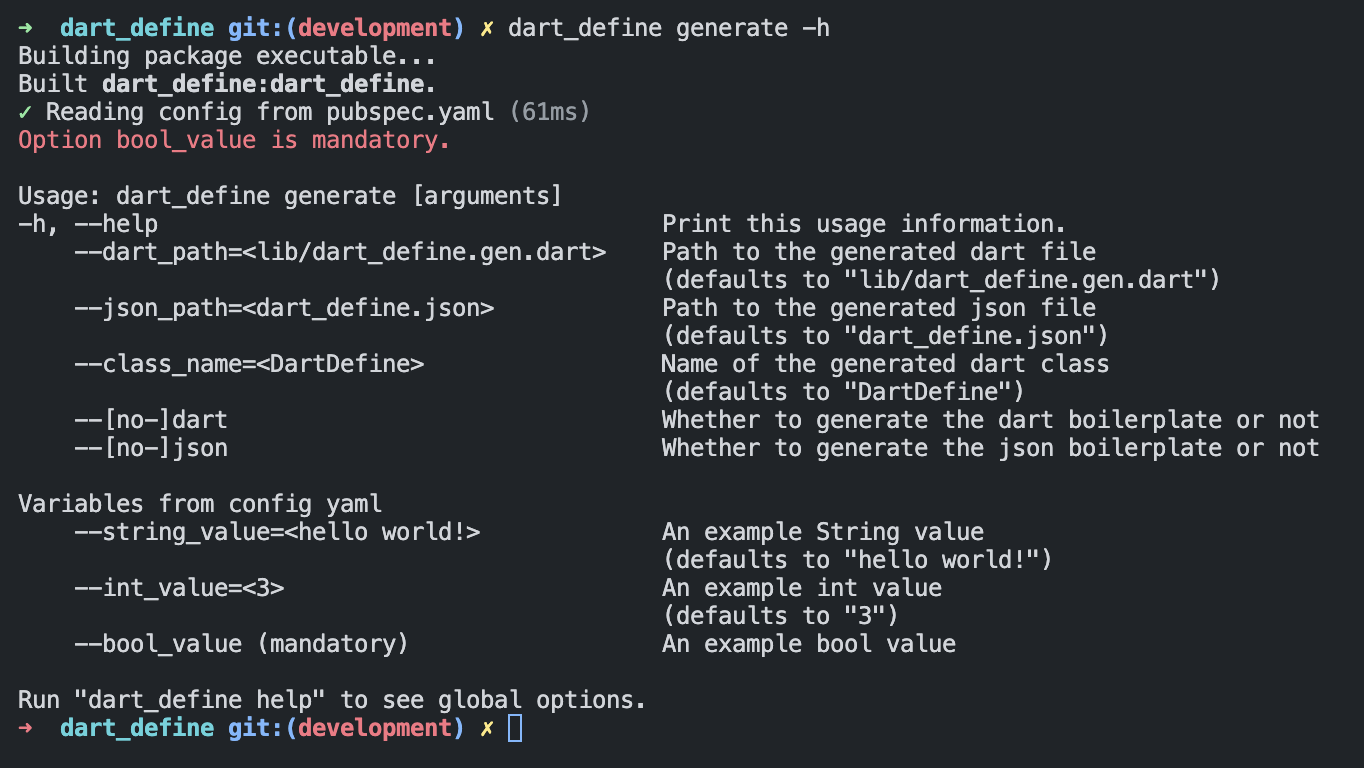 ➜  dart_define git:(development) ✗ dart_define generate -h
Building package executable...
Built dart_define:dart_define.
✓ Reading config from pubspec.yaml (61ms)
Option bool_value is mandatory.

Usage: dart_define generate [arguments]
-h, --help                                    Print this usage information.
    --dart_path=<lib/dart_define.gen.dart>    Path to the generated dart file
                                              (defaults to "lib/dart_define.gen.dart")
    --json_path=<dart_define.json>            Path to the generated json file
                                              (defaults to "dart_define.json")
    --class_name=<DartDefine>                 Name of the generated dart class
                                              (defaults to "DartDefine")
    --[no-]dart                               Whether to generate the dart boilerplate or not
    --[no-]json                               Whether to generate the json boilerplate or not

Variables from config yaml
    --string_value=<hello world!>             An example String value
                                              (defaults to "hello world!")
    --int_value=<3>                           An example int value
                                              (defaults to "3")
    --bool_value (mandatory)                  An example bool value

Run "dart_define help" to see global options.
➜  dart_define git:(development) ✗